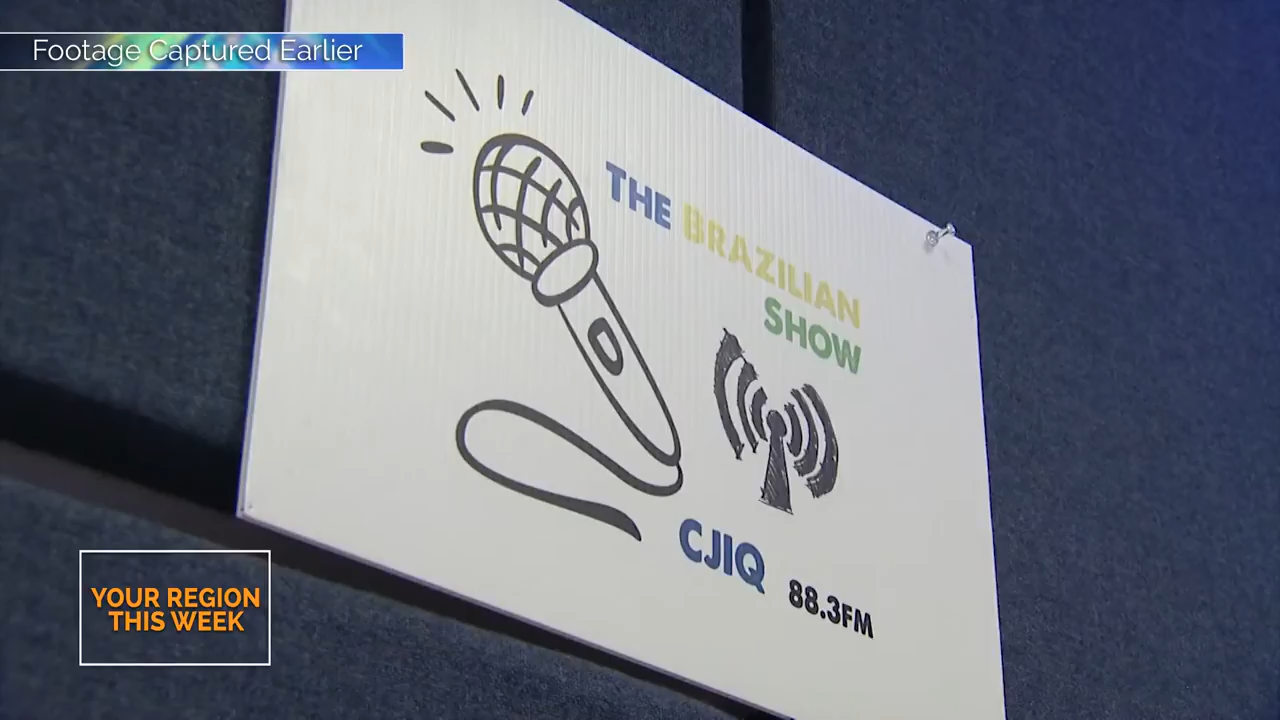 Footage Captured Earlier
THE BRAZILIAN
SHOW
CJIQ 88.3FM
YOUR REGION
THIS WEEK